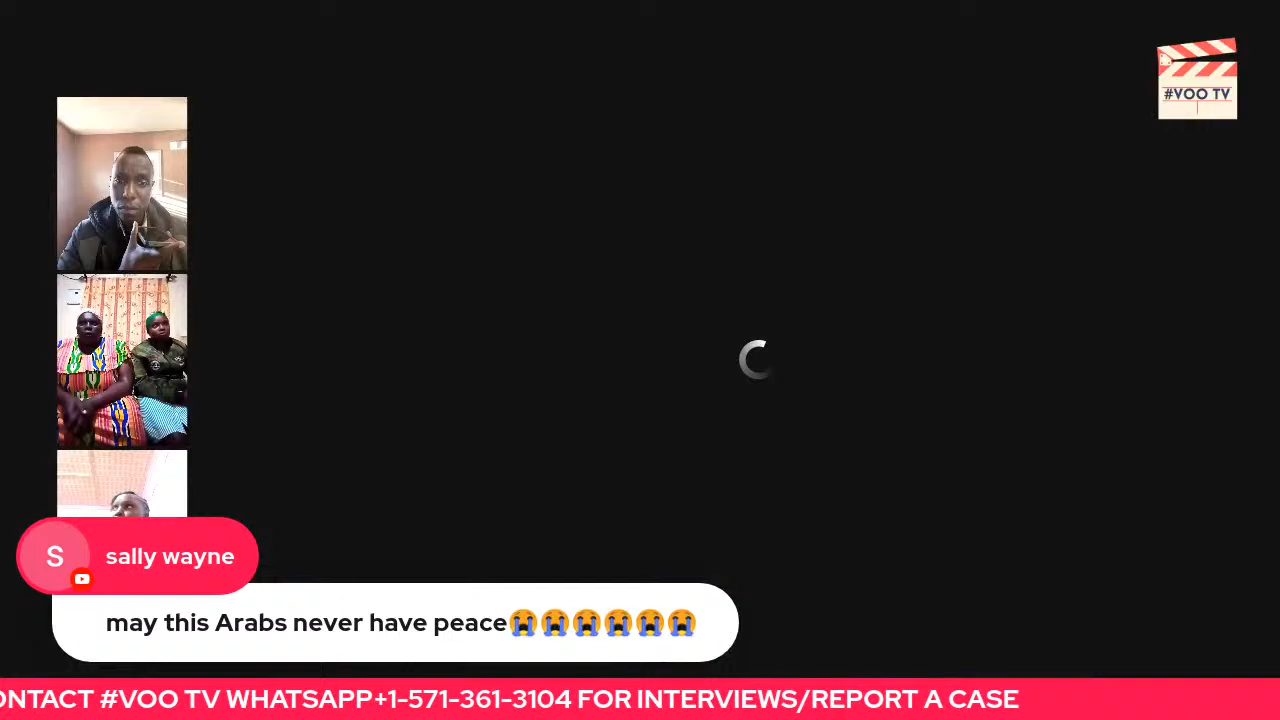 #VOO TV
S
sally wayne
may this Arabs never have peace😭😭😭😭😭😭
ONTACT #VOO TV WHATSAPP+1-571-361-3104 FOR INTERVIEWS/REPORT A CASE